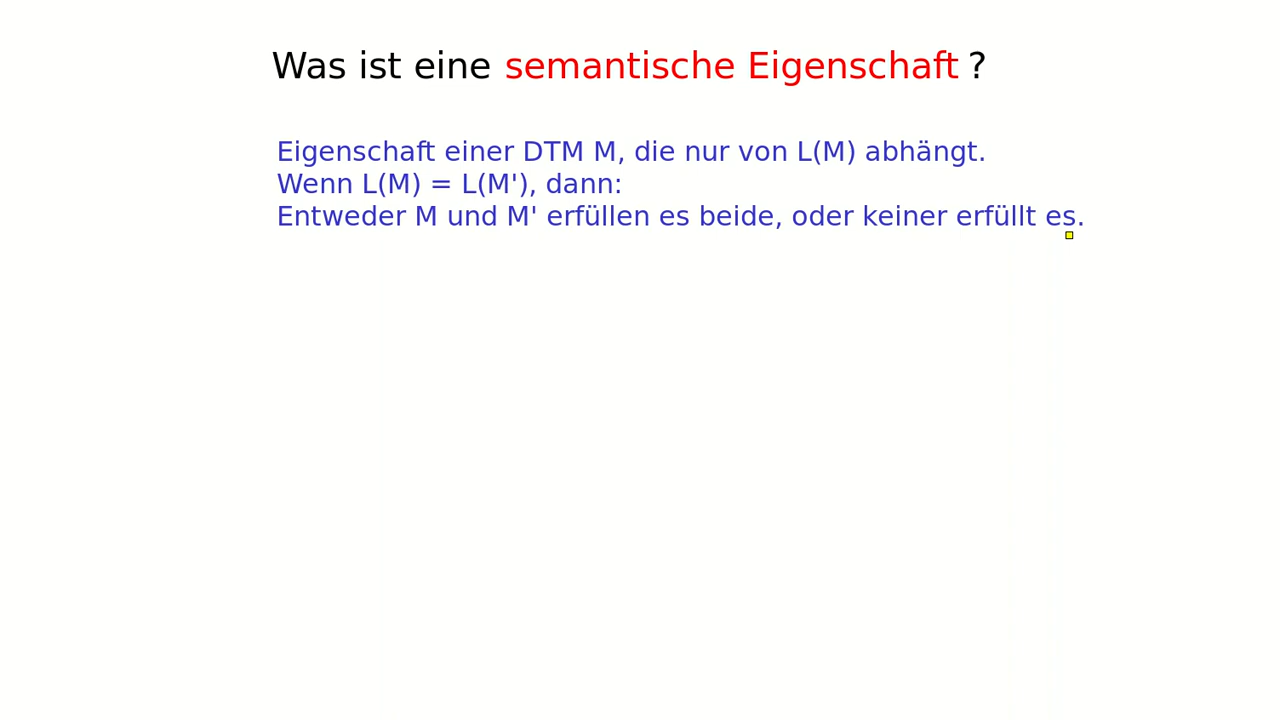 Was ist eine semantische Eigenschaft ?
Eigenschaft einer DTM M, die nur von L(M) abhängt.
Wenn L(M) = L(M'), dann:
Entweder M und M' erfüllen es beide, oder keiner erfüllt es.